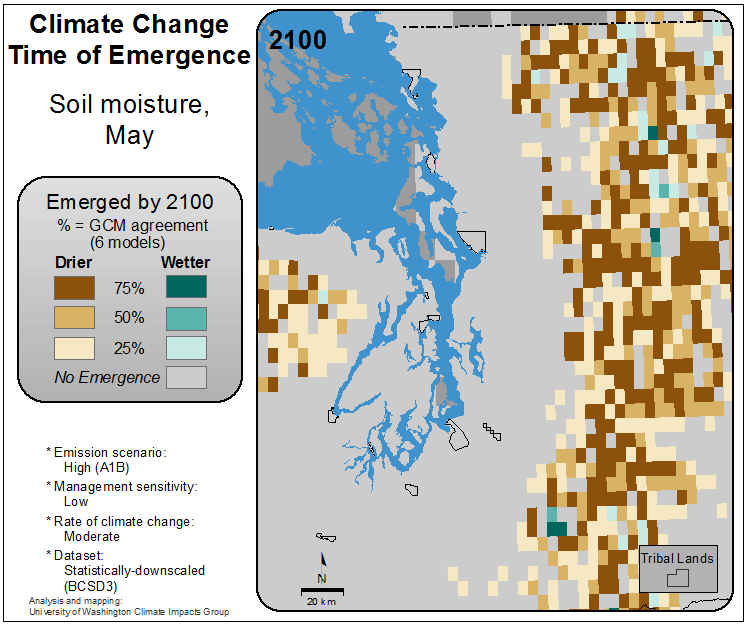 Climate Change
Time of Emergence
Soil moisture,
May
Emerged by 2100
% = GCM agreement
(6 models)
Drier Wetter
75%
50%
25%
No Emergence
* Emission scenario:
High (A1B)
* Management sensitivity:
Low
* Rate of climate change:
Moderate
* Dataset:
Statistically-downscaled
(BCSD3)
Analysis and mapping:
University of Washington Climate Impacts Group
2100
N
20 km
Tribal Lands